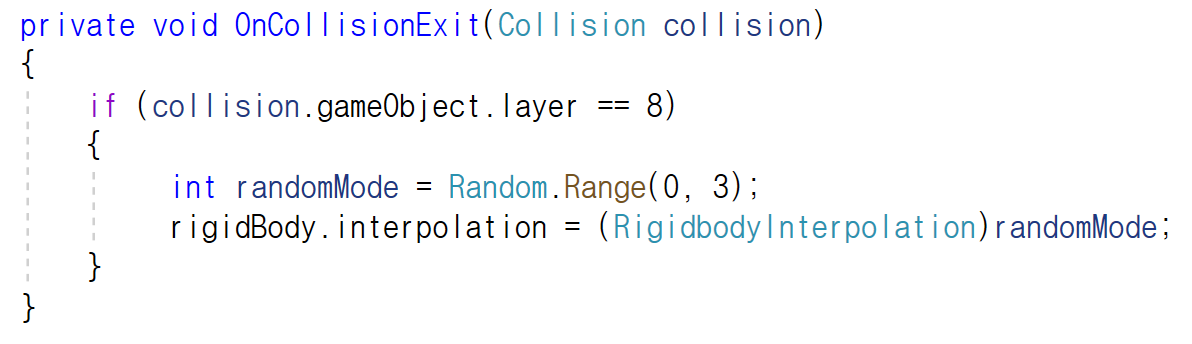 private void OnCollisionExit(Collision collision)
{
if (collision.gameObject.layer == 8)
{
int randomMode = Random.Range(0, 3);
rigidBody.interpolation = (RigidbodyInterpolation)randomMode;
}
}